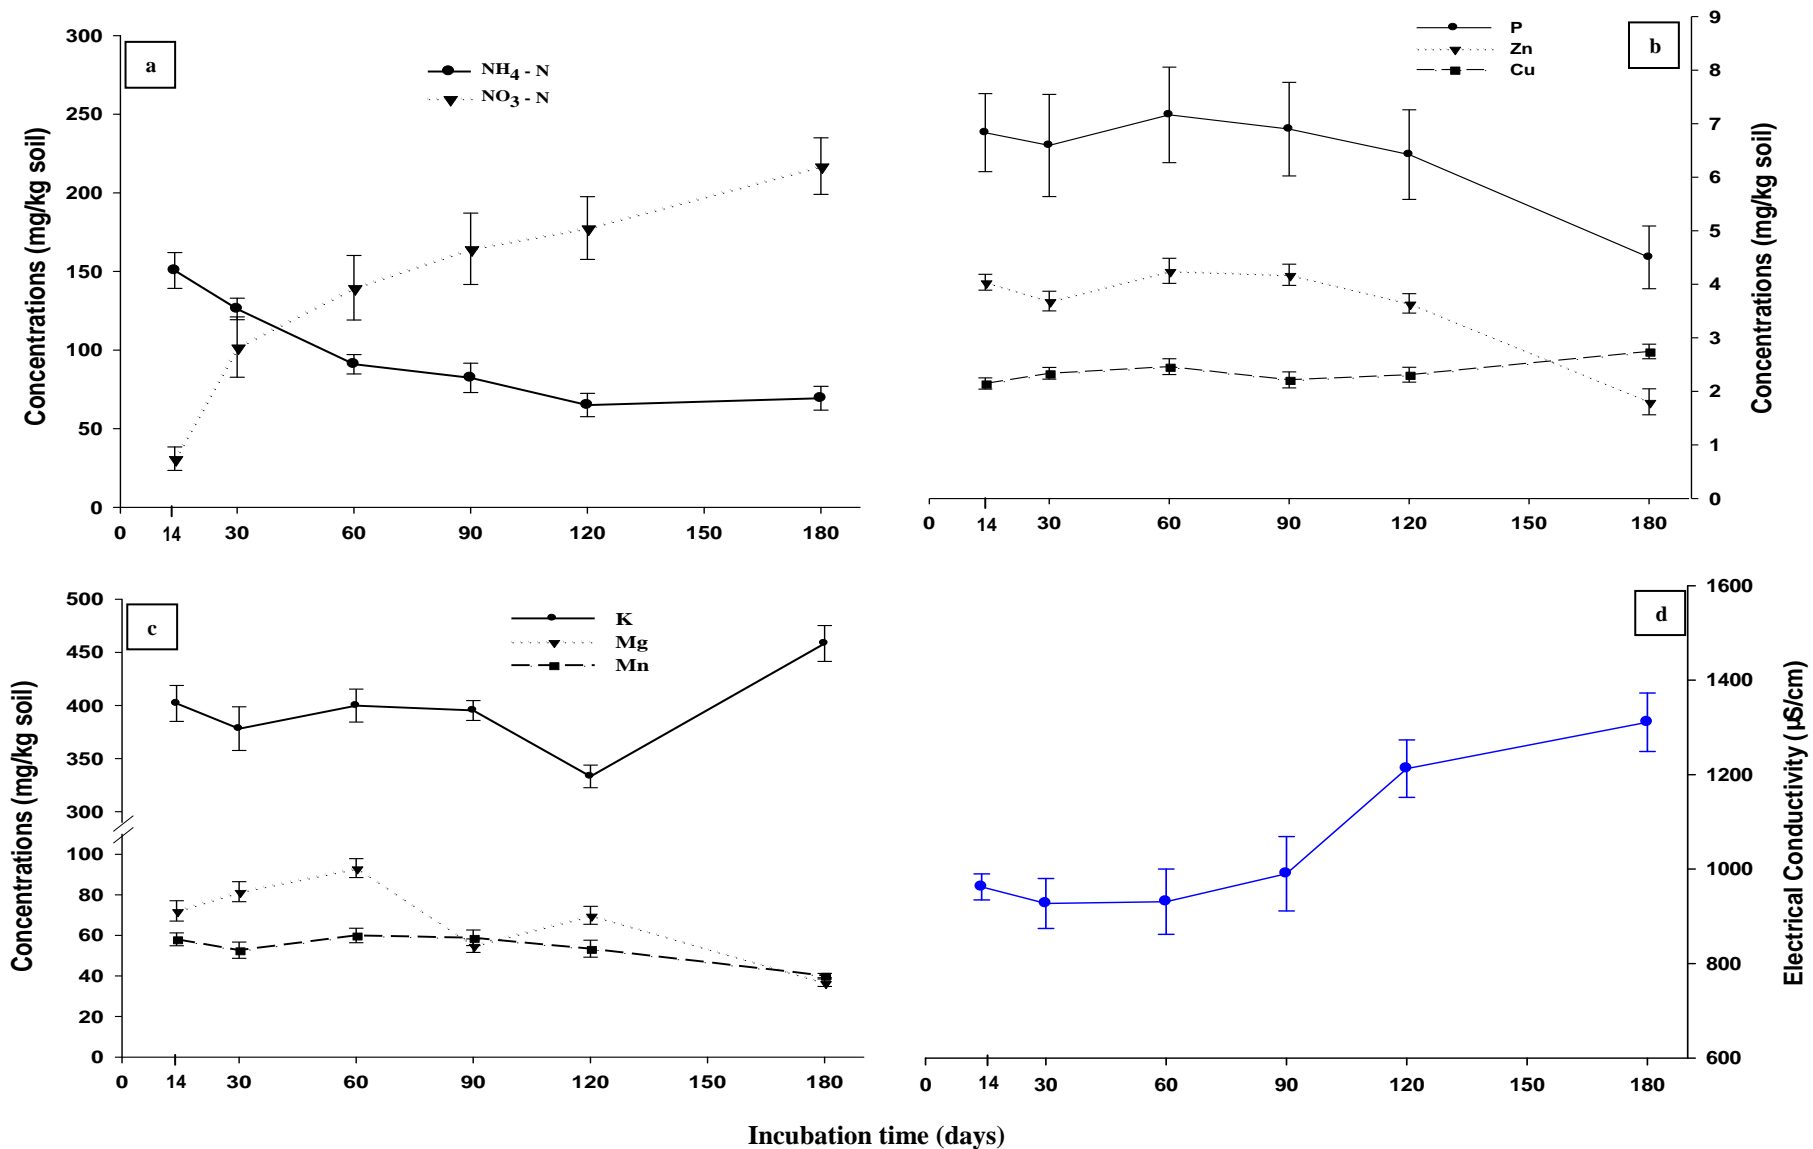 a
NH4 - N
NO3 - N
Concentrations (mg/kg soil)
300
250
200
150
100
50
0
0 14 30 60 90 120 150 180
b
P
Zn
Cu
Concentrations (mg/kg soil)
9
8
7
6
5
4
3
2
1
0
0 14 30 60 90 120 150 180
c
K
Mg
Mn
Concentrations (mg/kg soil)
500
450
400
350
300
100
80
60
40
20
0
0 14 30 60 90 120 150 180
d
Electrical Conductivity (µS/cm)
1600
1400
1200
1000
800
600
0 14 30 60 90 120 150 180
Incubation time (days)